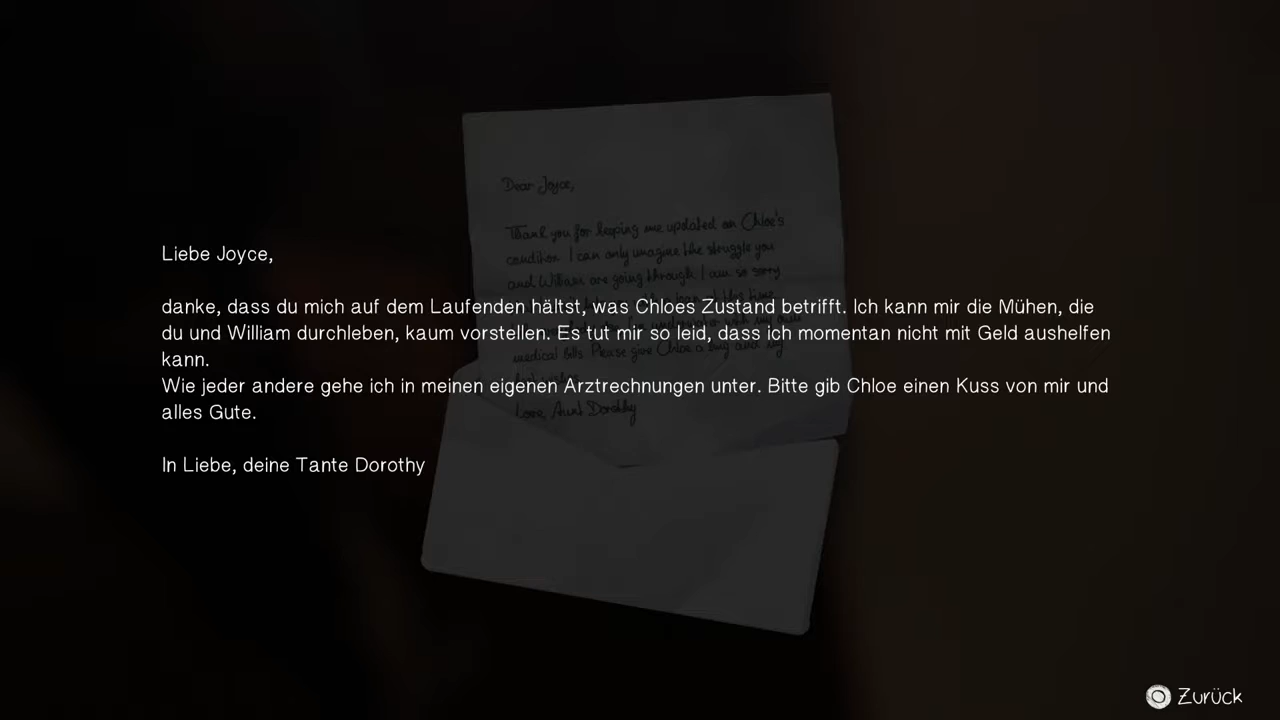 Liebe Joyce,
danke, dass du mich auf dem Laufenden hältst, was Chloes Zustand betrifft. Ich kann mir die Mühen, die
du und William durchleben, kaum vorstellen. Es tut mir so leid, dass ich momentan nicht mit Geld aushelfen
kann.
Wie jeder andere gehe ich in meinen eigenen Arztrechnungen unter. Bitte gib Chloe einen Kuss von mir und
alles Gute.
In Liebe, deine Tante Dorothy
Dear Joyce,
Thank you for keeping me updated on Chloe's
condition. I can only imagine the struggle you
and William are going through. I am so sorry
medical bills. Please give Chloe a hug and my
Love, Aunt Dorothy
Zurück